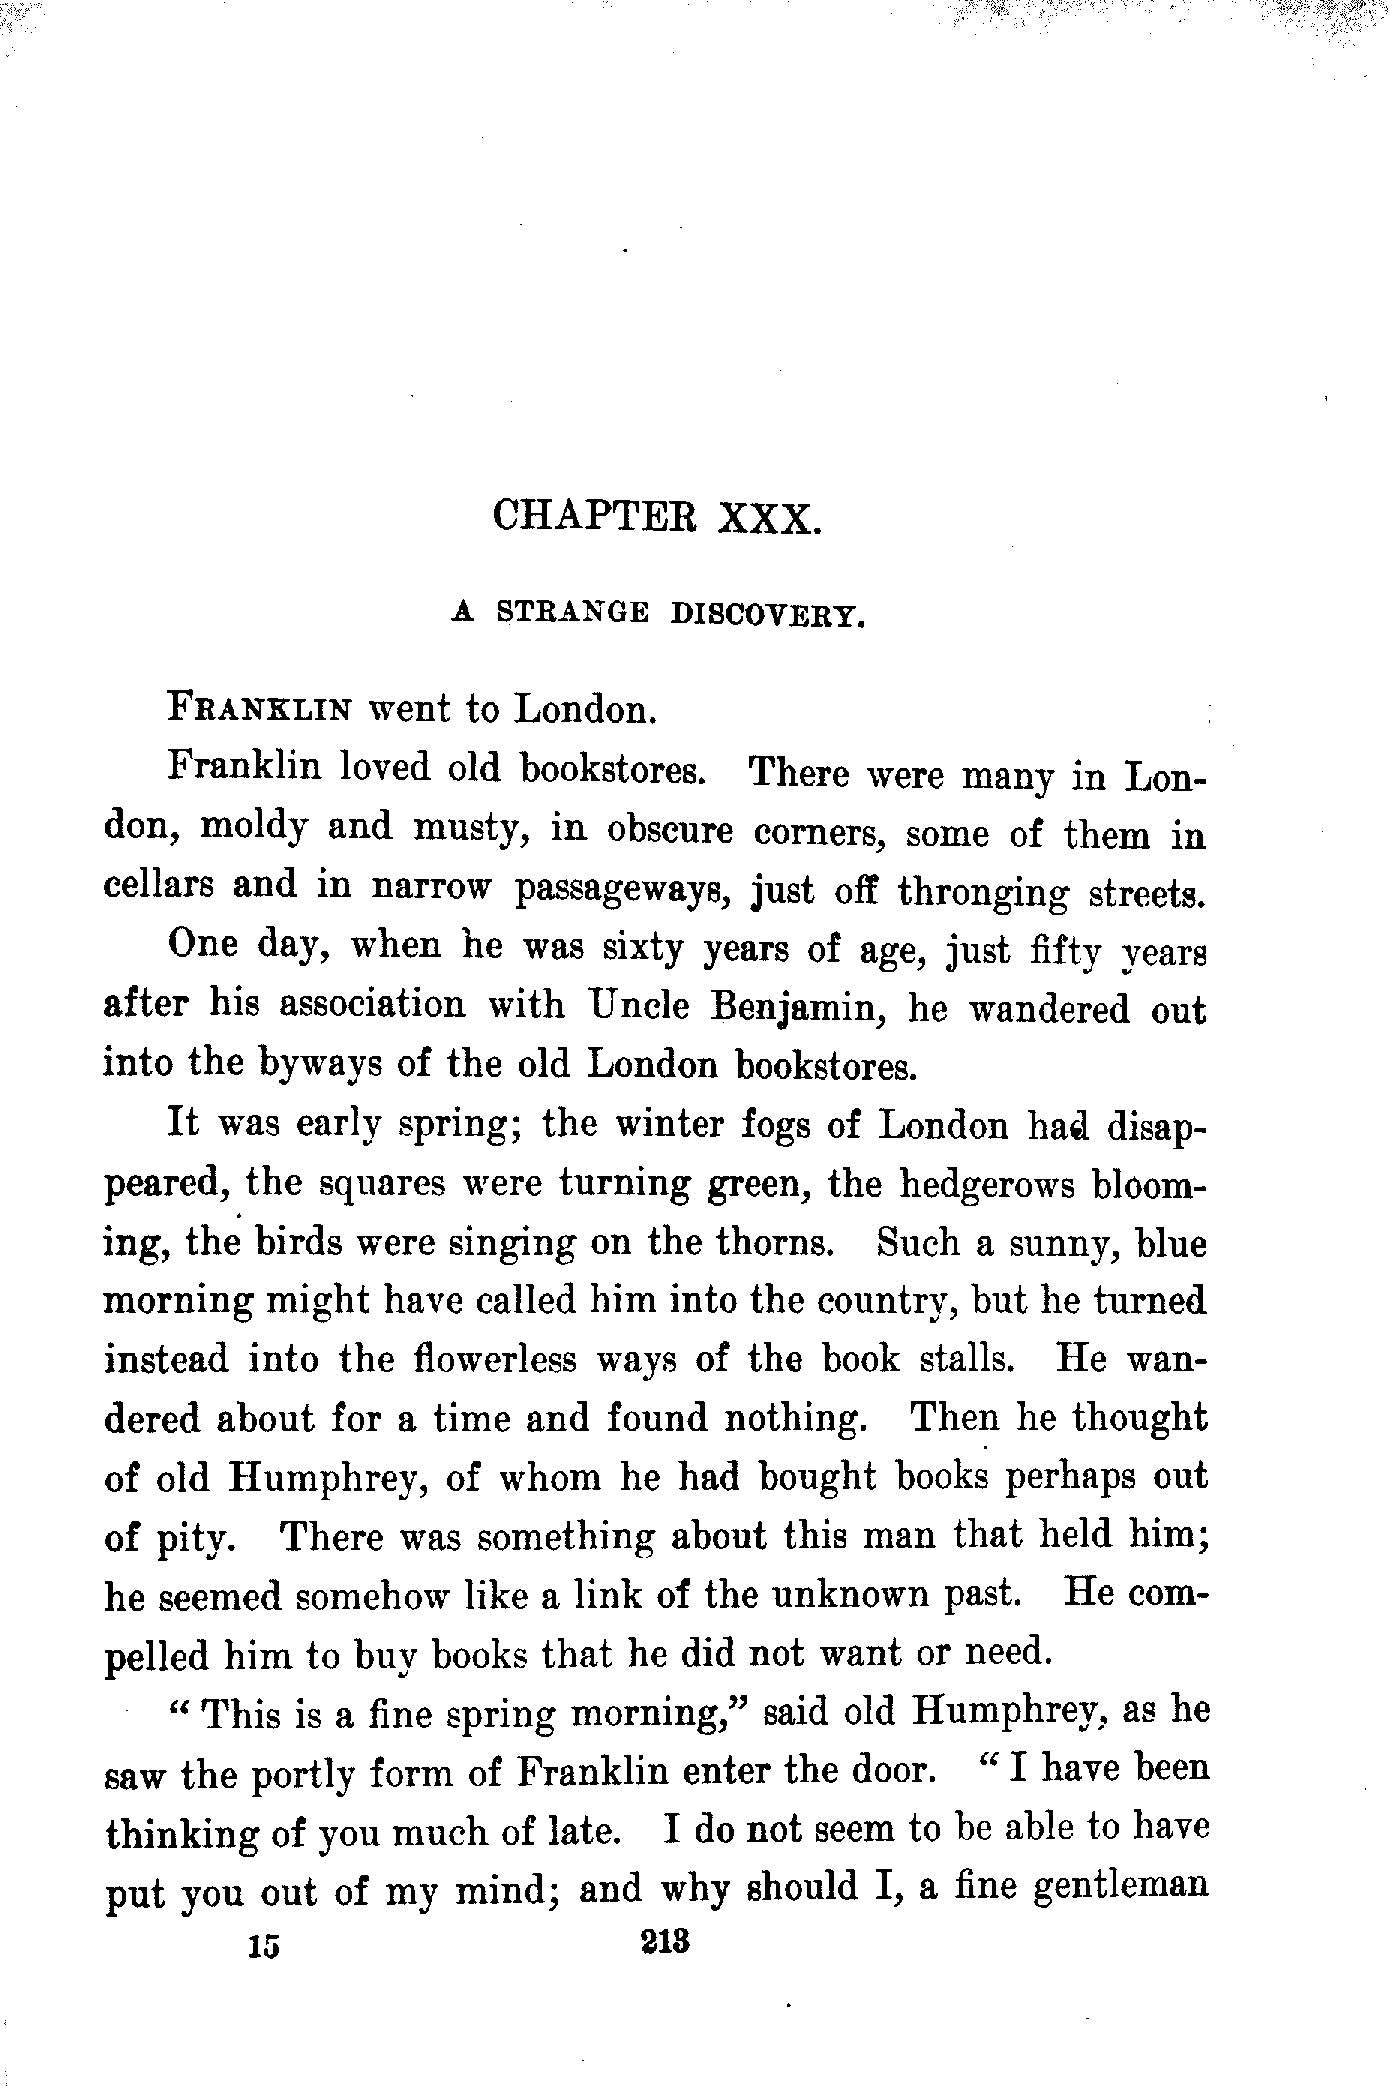 CHAPTER XXX.
A STRANGE DISCOVERY.
FRANKLIN went to London.
Franklin loved old bookstores. There were many in Lon-
don, moldy and musty, in obscure corners, some of them in
cellars and in narrow passageways, just off thronging streets.
One day, when he was sixty years of age, just fifty years
after his association with Uncle Benjamin, he wandered out
into the byways of the old London bookstores.
It was early spring; the winter fogs of London had disap-
peared, the squares were turning green, the hedgerows bloom-
ing, the birds were singing on the thorns. Such a sunny, blue
morning might have called him into the country, but he turned
instead into the flowerless ways of the book stalls. He wan-
dered about for a time and found nothing. Then he thought
of old Humphrey, of whom he had bought books perhaps out
of pity. There was something about this man that held him;
he seemed somehow like a link of the unknown past. He com-
pelled him to buy books that he did not want or need.
“ This is a fine spring morning,” said old Humphrey, as he
saw the portly form of Franklin enter the door. “ I have been
thinking of you much of late. I do not seem to be able to have
put you out of my mind; and why should I, a fine gentleman
15 213